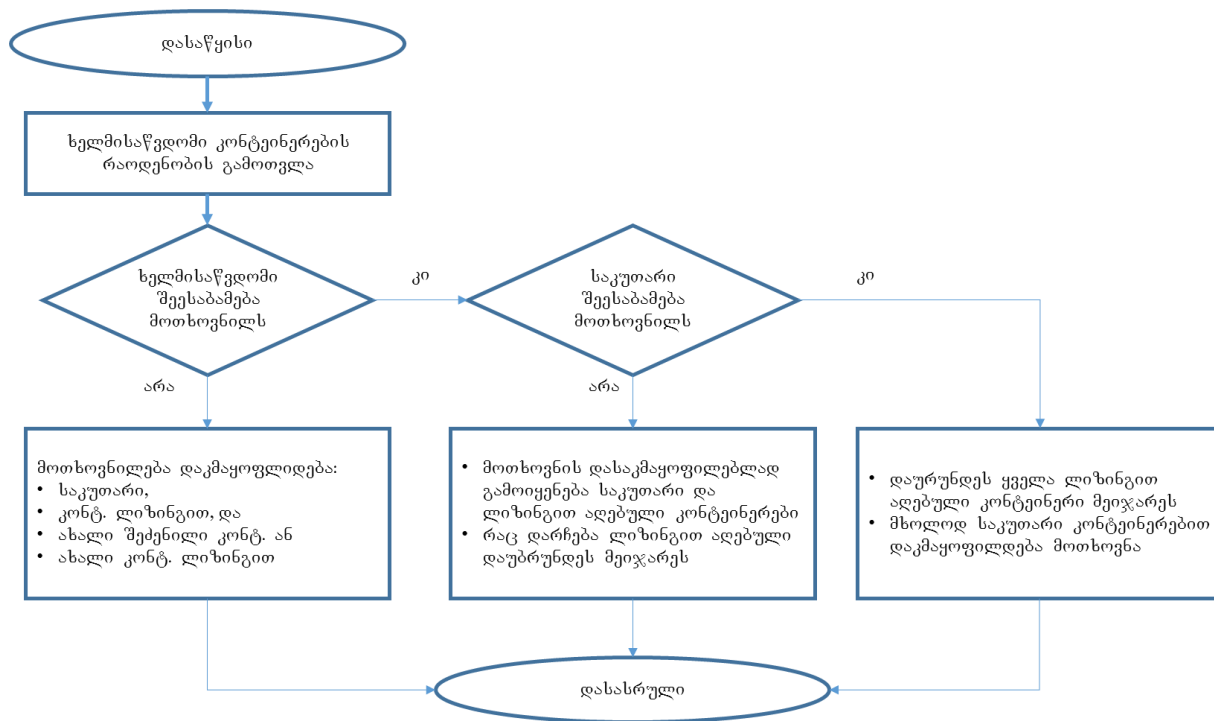 დასაწყისი
ხელმისაწვდომი კონტეინერების
რაოდენობის გამოთვლა
ხელმისაწვდომი
შეესაბამება
მოთხოვნილს
კი
საკუთარი
შეესაბამება
მოთხოვნილს
კი
არა
არა
მოთხოვნილება დაკმაყოფლიდება:
• საკუთარი,
• კონტ. ლიზინგით, და
• ახალი შეძენილი კონტ. ან
• ახალი კონტ. ლიზინგით
• მოთხოვნის დასაკმაყოფილებლად
გამოიყენება საკუთარი და
ლიზინგით აღებული კონტეინერები
• რაც დარჩება ლიზინგით აღებული
დაუბრუნდეს მეიჯარეს
• დაურუნდეს ყველა ლიზინგით
აღებული კონტეინერი მეიჯარეს
• მხოლოდ საკუთარი კონტეინერებით
დაკმაყოფილდება მოთხოვნა
დასასრული